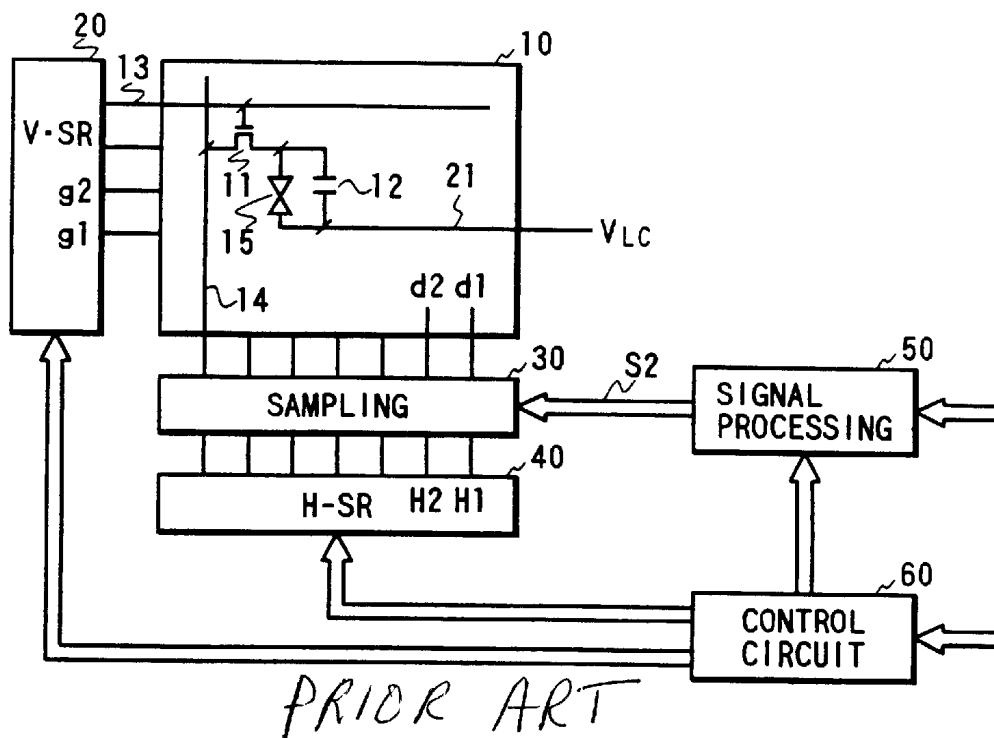 20
13
10
V·SR
g2
g1
11
12
15
21
VLC
14
d2 d1
30
SAMPLING
S2
50
SIGNAL
PROCESSING
40
H-SR
H2 H1
60
CONTROL
CIRCUIT
PRIOR ART